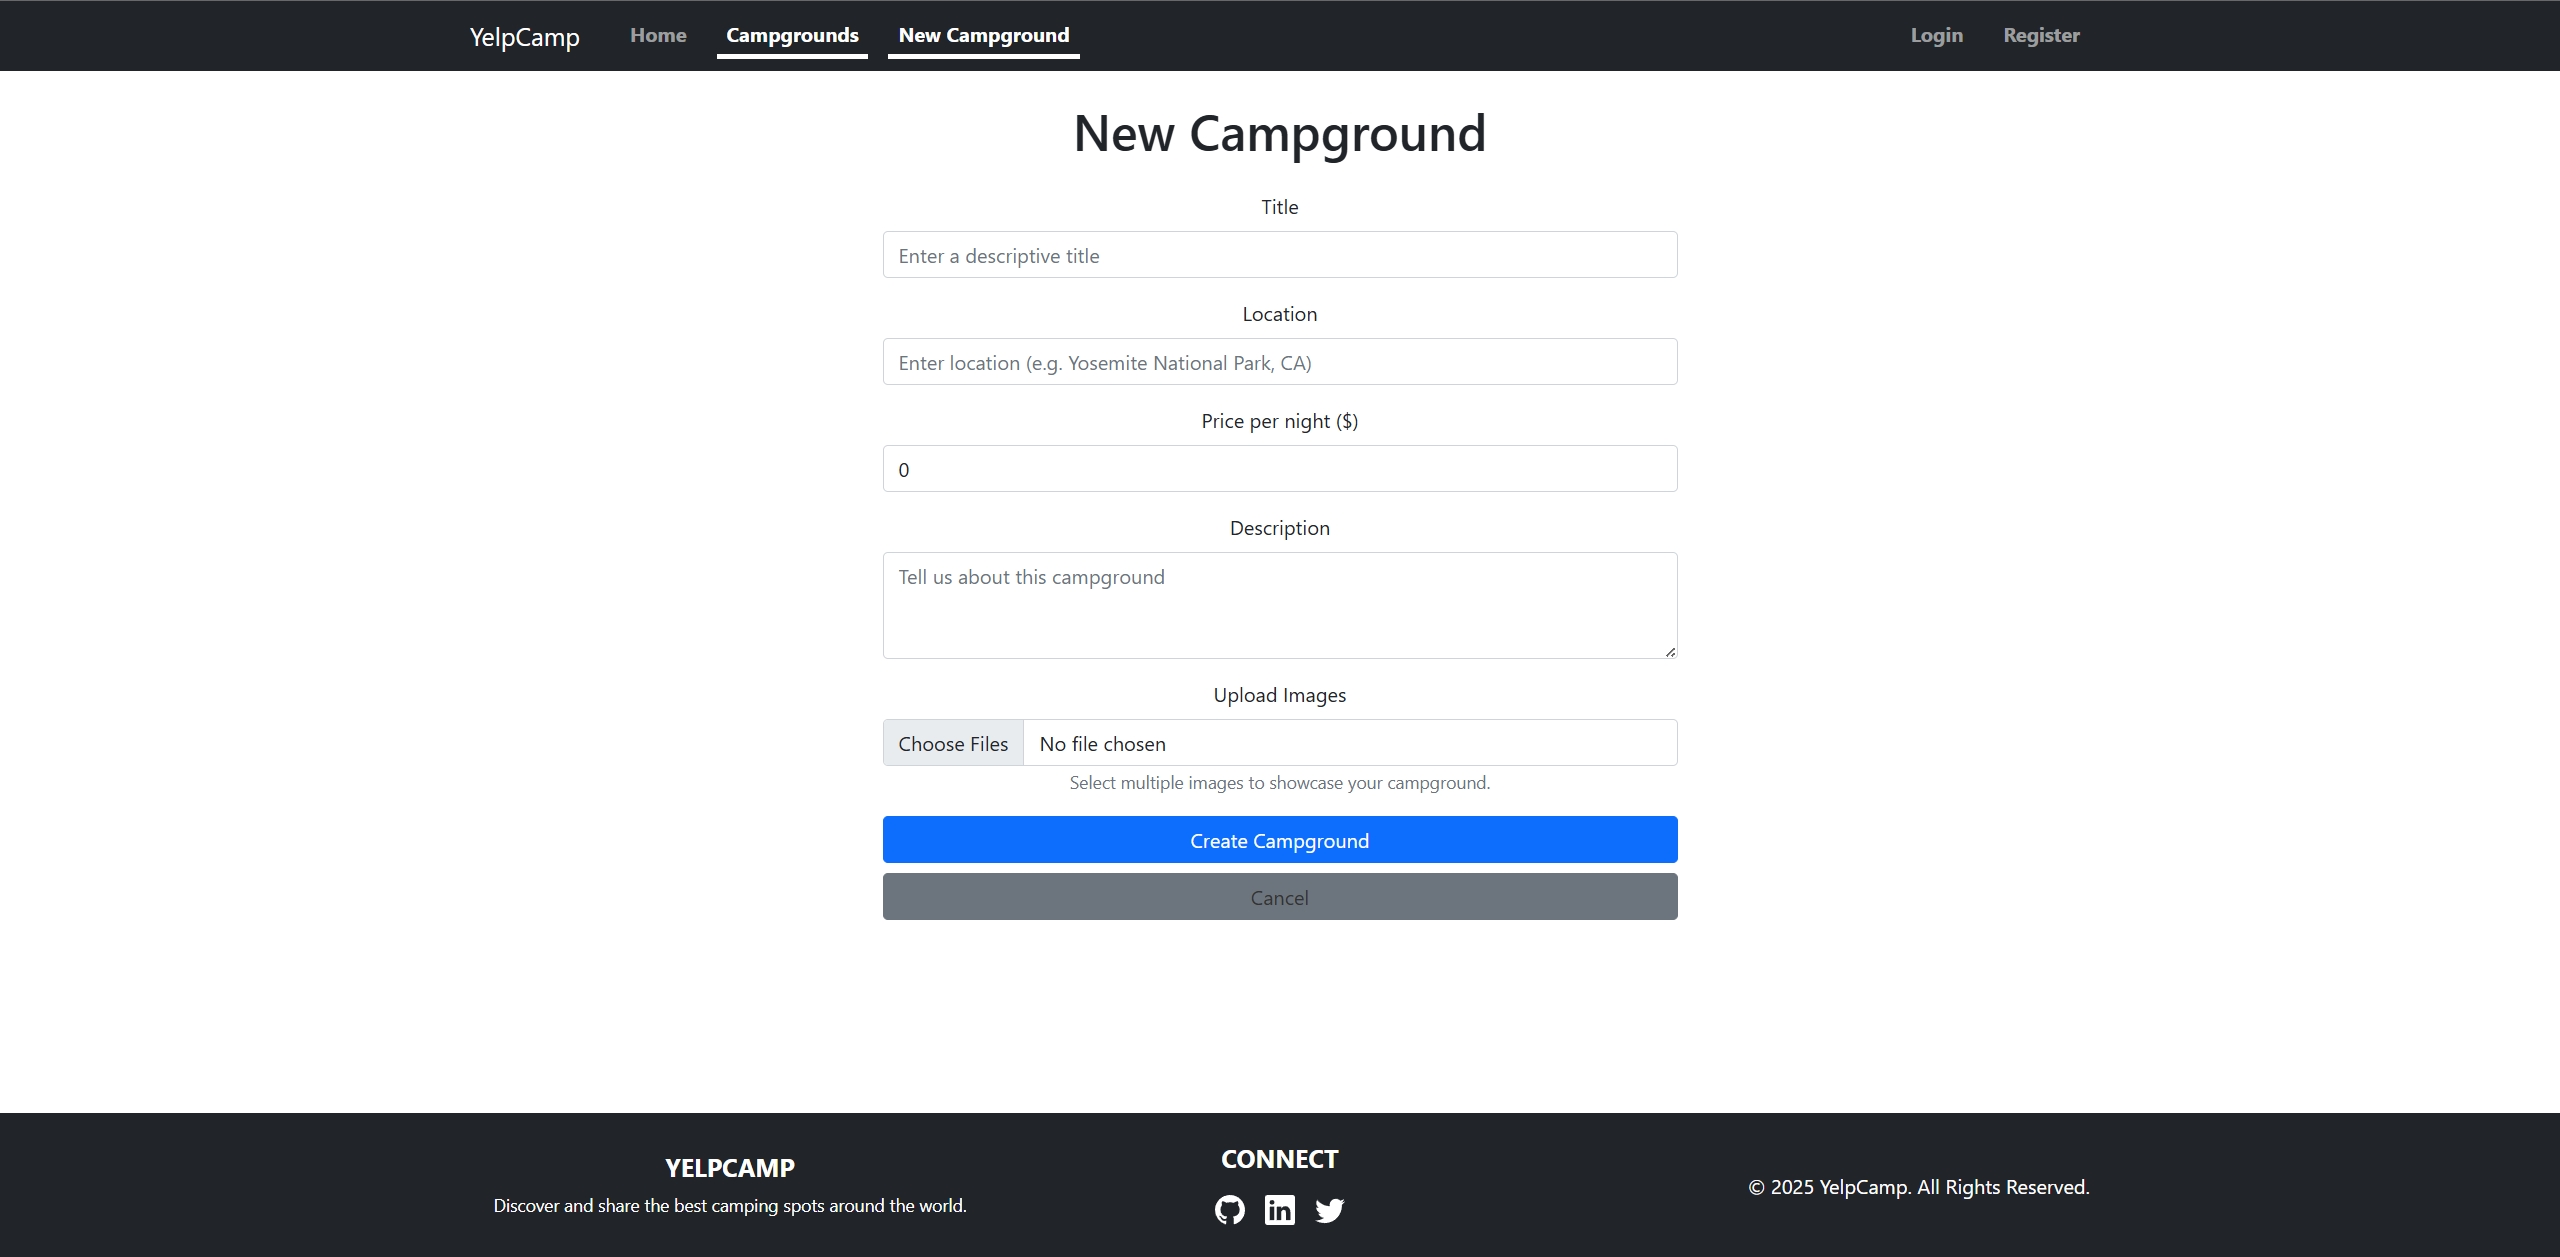 YelpCamp Home Campgrounds New Campground Login Register
New Campground
Title
Enter a descriptive title
Location
Enter location (e.g. Yosemite National Park, CA)
Price per night ($)
0
Description
Tell us about this campground
Upload Images
Choose Files No file chosen
Select multiple images to showcase your campground.
Create Campground
Cancel
YELPCAMP
Discover and share the best camping spots around the world.
CONNECT
in
© 2025 YelpCamp. All Rights Reserved.